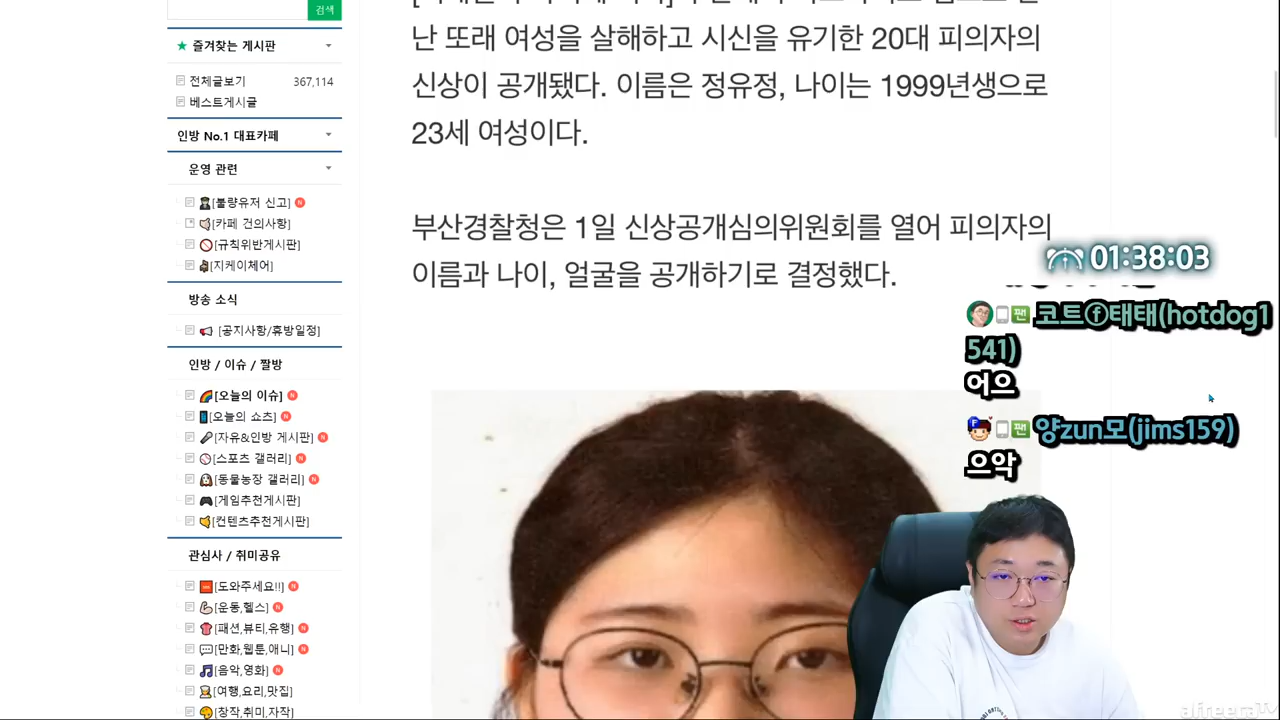 검색
난 또래 여성을 살해하고 시신을 유기한 20대 피의자의
신상이 공개됐다. 이름은 정유정, 나이는 1999년생으로
23세 여성이다.
부산경찰청은 1일 신상공개심의위원회를 열어 피의자의
이름과 나이, 얼굴을 공개하기로 결정했다.
★ 즐겨찾는 게시판
전체글보기 367,114
베스트게시글
인방 No.1 대표카페
운영 관련
[불량유저 신고] N
[카페 건의사항]
[규칙위반게시판]
[지케이체어]
방송 소식
[공지사항/휴방일정]
인방 / 이슈 / 짤방
[오늘의 이슈] N
[오늘의 쇼츠] N
[자유&인방 게시판] N
[스포츠 갤러리] N
[동물농장 갤러리] N
[게임추천게시판]
[컨텐츠추천게시판]
관심사 / 취미공유
[도와주세요!!] N
[운동,헬스] N
[패션,뷰티,유행] N
[만화,웹툰,애니] N
[음악,영화] N
[여행,요리,맛집]
[창작,취미,자작]
01:38:03
팬 코트ⓕ태태(hotdog1
541)
어으
팬 양zun모(jims159)
으악
afreecaTV